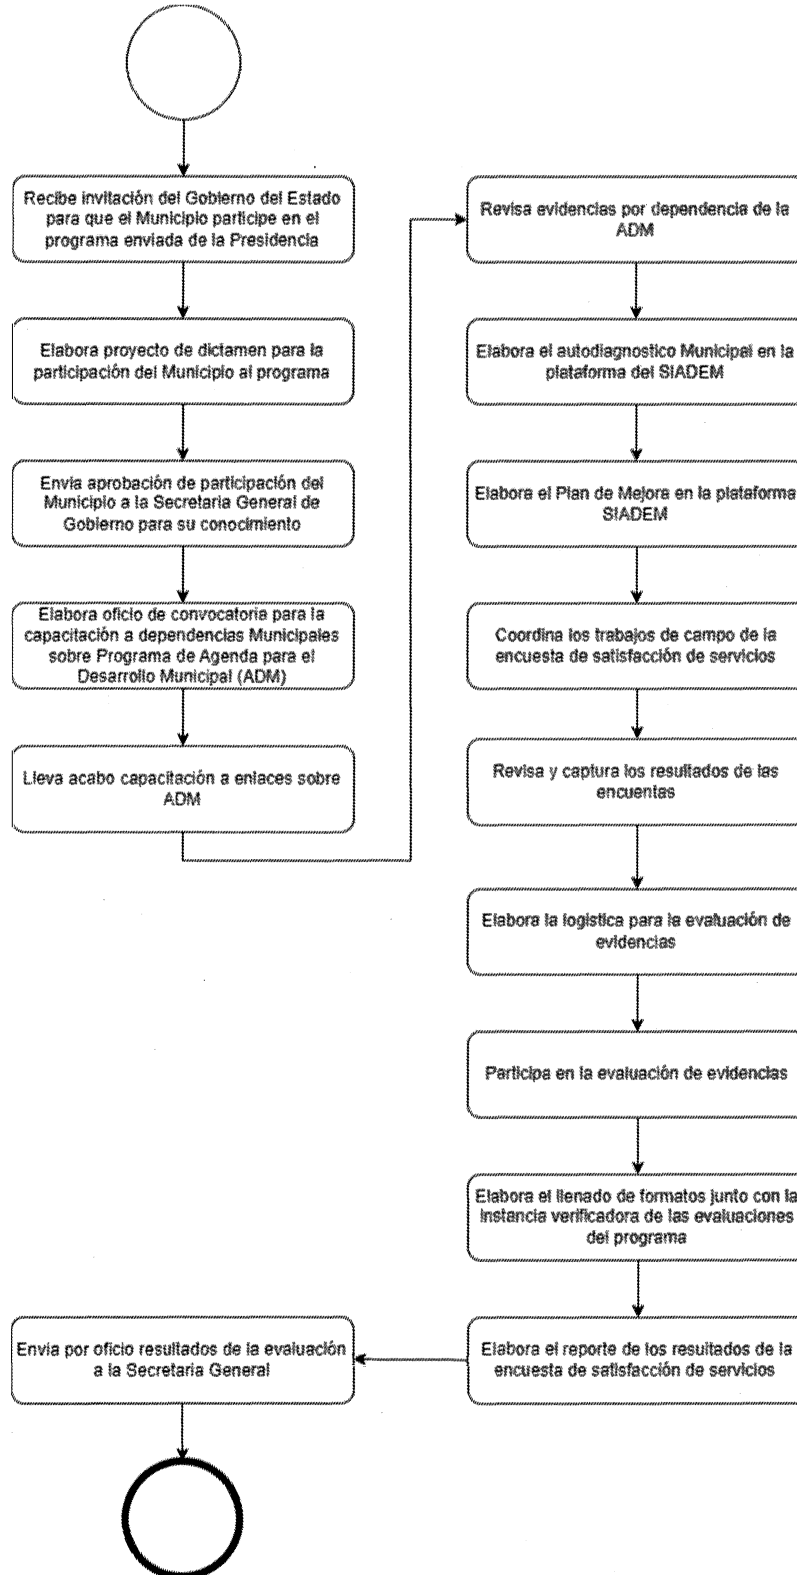 Recibe invitación del Gobierno del Estado
para que el Municipio participe en el
programa enviada de la Presidencia
Elabora proyecto de dictamen para la
participación del Municipio al programa
Envía aprobación de participación del
Municipio a la Secretaria General de
Gobierno para su conocimiento
Elabora oficio de convocatoria para la
capacitación a dependencias Municipales
sobre Programa de Agenda para el
Desarrollo Municipal (ADM)
Lleva acabo capacitación a enlaces sobre
ADM
Revisa evidencias por dependencia de la
ADM
Elabora el autodiagnostico Municipal en la
plataforma del SIADEM
Elabora el Plan de Mejora en la plataforma
SIADEM
Coordina los trabajos de campo de la
encuesta de satisfacción de servicios
Revisa y captura los resultados de las
encuentas
Elabora la logistica para la evaluación de
evidencias
Participa en la evaluación de evidencias
Elabora el llenado de formatos junto con la
instancia verificadora de las evaluaciones
del programa
Elabora el reporte de los resultados de la
encuesta de satisfacción de servicios
Envía por oficio resultados de la evaluación
a la Secretaria General